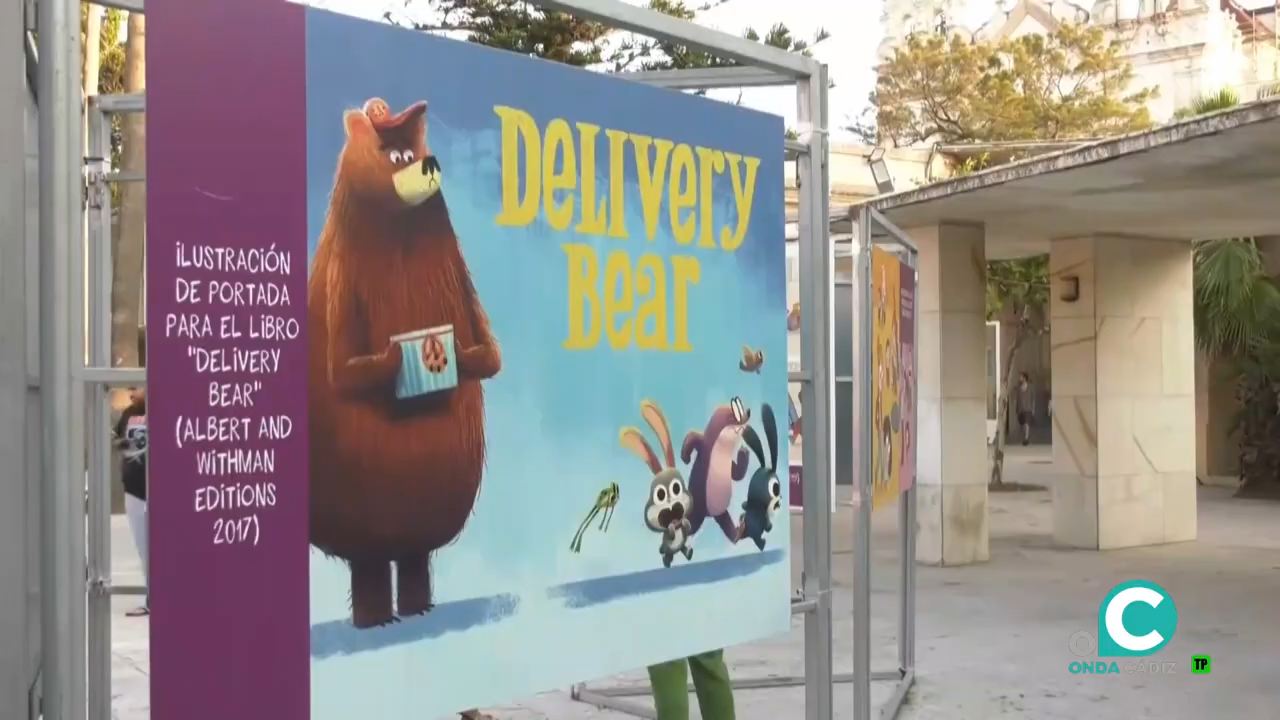 DELIVERY
BEAR
ILUSTRACIÓN
DE PORTADA
PARA EL LIBRO
"DELIVERY
BEAR"
(ALBERT AND
WITHMAN
EDITIONS
2017)
C
ONDA CÁDIZ
TP